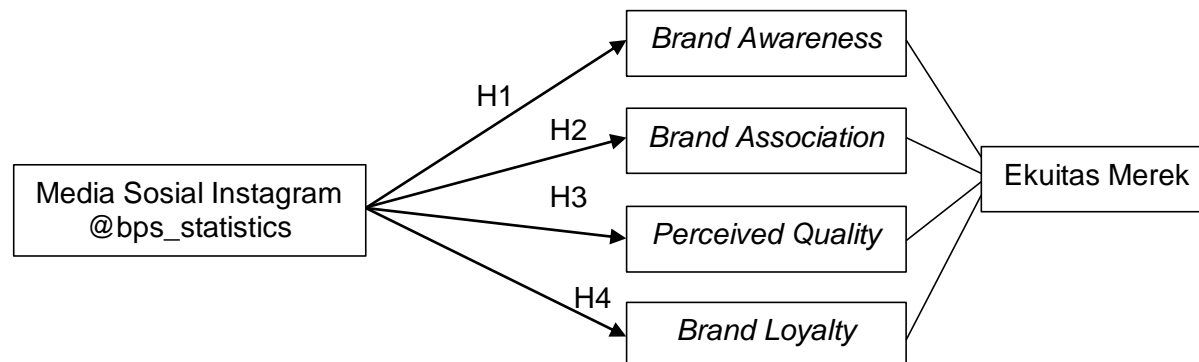 Brand Awareness
H1
H2
Brand Association
Media Sosial Instagram
@bps_statistics
Ekuitas Merek
H3
Perceived Quality
H4
Brand Loyalty